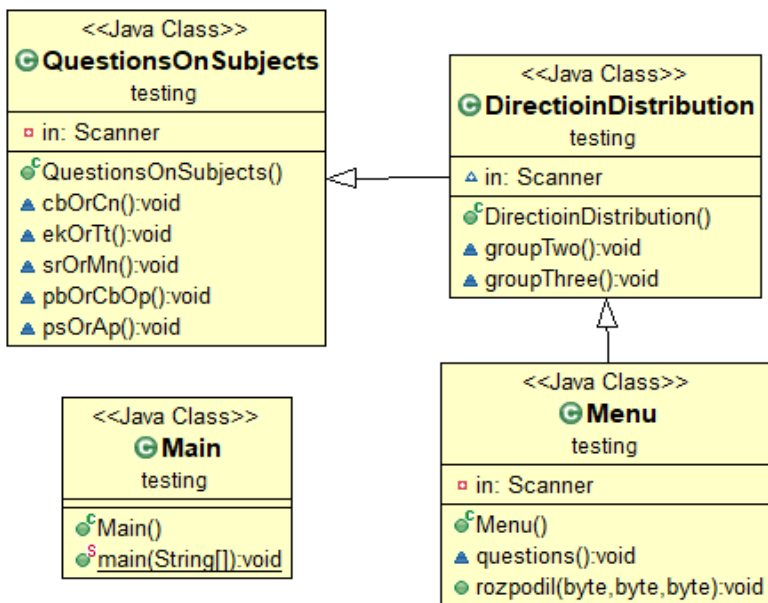 <<Java Class>>
QuestionsOnSubjects
testing
in: Scanner
QuestionsOnSubjects()
cbOrCn():void
ekOrTt():void
srOrMn():void
pbOrCbOp():void
psOrAp():void
<<Java Class>>
DirectioinDistribution
testing
in: Scanner
DirectioinDistribution()
groupTwo():void
groupThree():void
<<Java Class>>
Main
testing
Main()
main(String[]):void
<<Java Class>>
Menu
testing
in: Scanner
Menu()
questions():void
rozpodil(byte,byte,byte):void